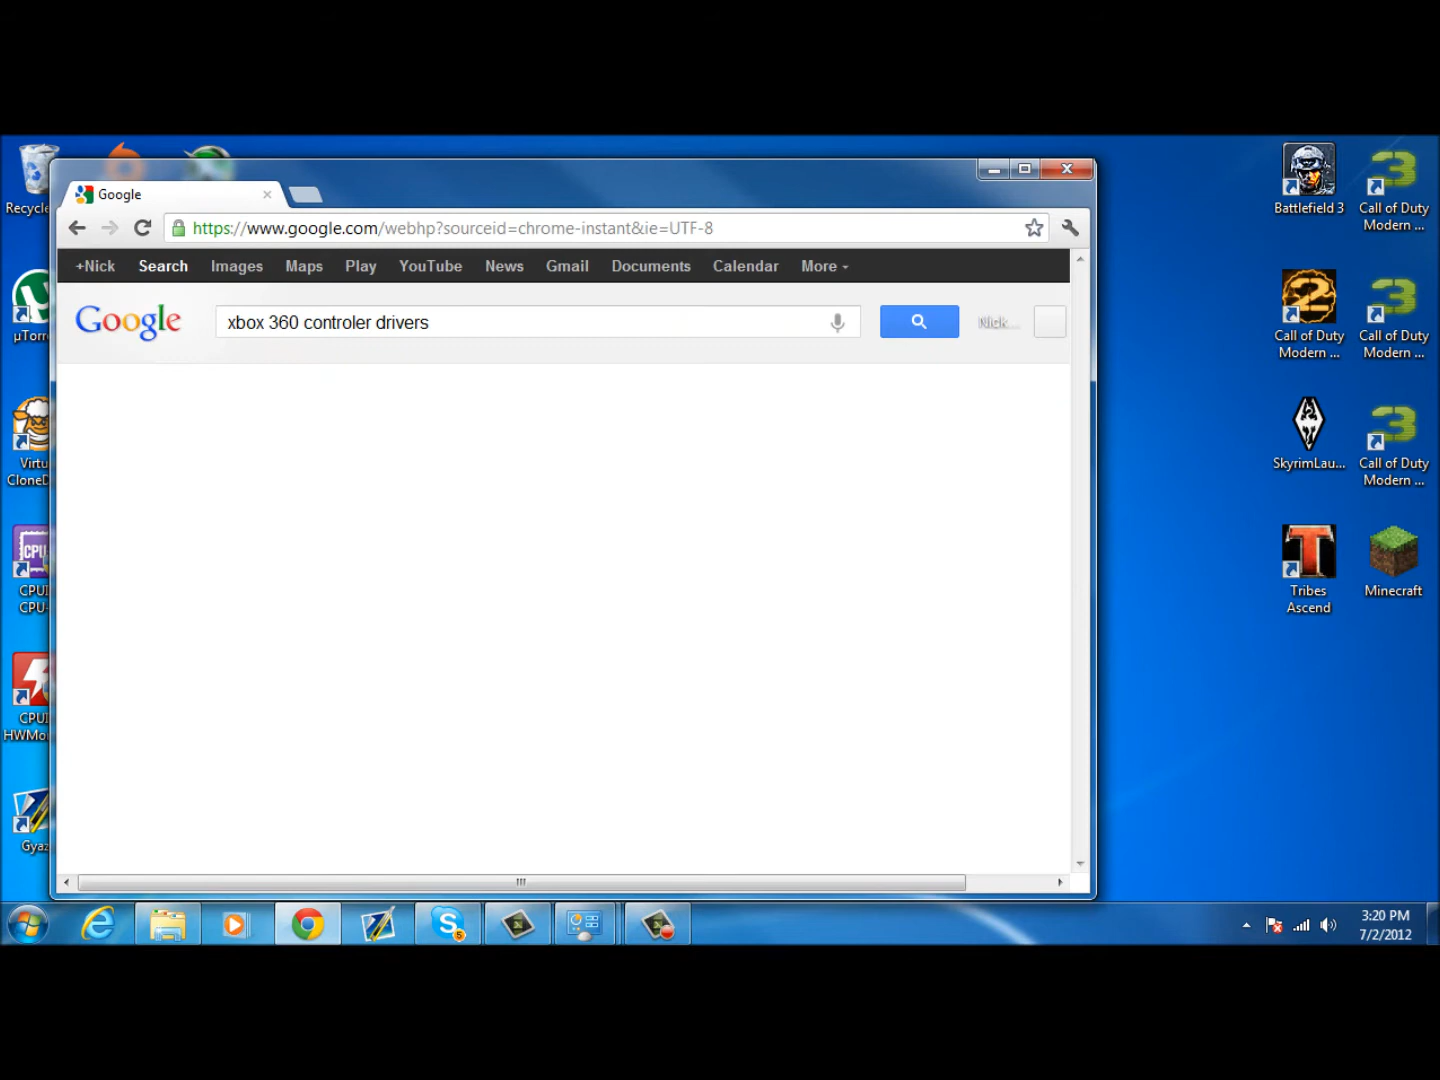 Google
https://www.google.com/webhp?sourceid=chrome-instant&ie=UTF-8
+Nick Search Images Maps Play YouTube News Gmail Documents Calendar More
Google
xbox 360 controler drivers
Nick...
Recycle
µTorr
Virtu
CloneD
CPUI
CPU-
CPUI
HWMo
Gyaz
Battlefield 3
Call of Duty
Modern ...
Call of Duty
Modern ...
Call of Duty
Modern ...
SkyrimLau...
Call of Duty
Modern ...
Tribes
Ascend
Minecraft
3:20 PM
7/2/2012